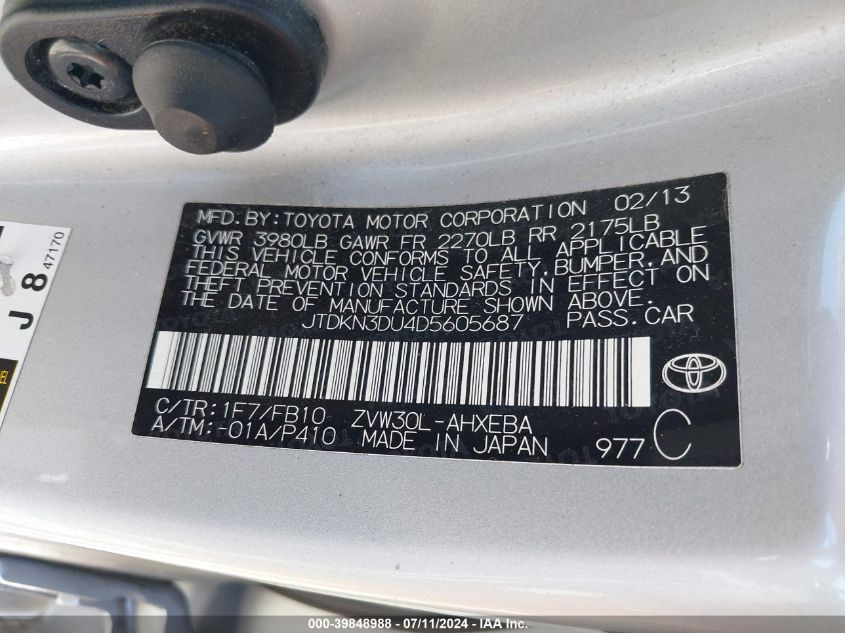 MFD. BY: TOYOTA MOTOR CORPORATION 02/13
GVWR 3980LB GAWR FR 2270LB RR 2175LB
THIS VEHICLE CONFORMS TO ALL APPLICABLE
FEDERAL MOTOR VEHICLE SAFETY, BUMPER, AND
THEFT PREVENTION STANDARDS IN EFFECT ON
THE DATE OF MANUFACTURE SHOWN ABOVE.
JTDKN3DU4D5605687 PASS. CAR
C/TR: 1F7/FB10 ZVW30L-AHXEBA
A/TM: -01A/P410 MADE IN JAPAN 977 C
J 8 47170
000-39848988 - 07/11/2024 - IAA Inc.